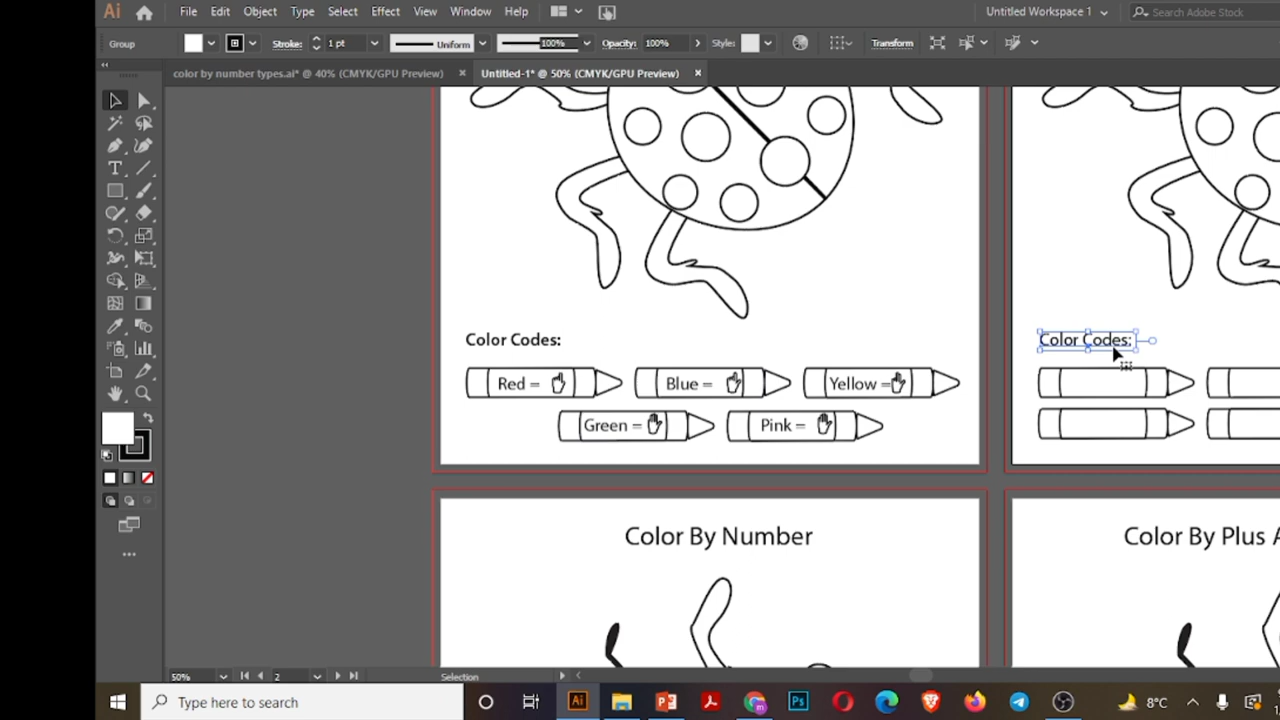 Ai File Edit Object Type Select Effect View Window Help Untitled Workspace 1 Search Adobe Stock
Group Stroke: 1 pt Uniform 100% Opacity: 100% Style: Transform
color by number types.ai* @ 40% (CMYK/GPU Preview) × Untitled-1* @ 50% (CMYK/GPU Preview) ×
Color Codes: Color Codes:
Red = Blue = Yellow =
Green = Pink =
Color By Number Color By Plus
50% 2 Selection
Type here to search 8°C